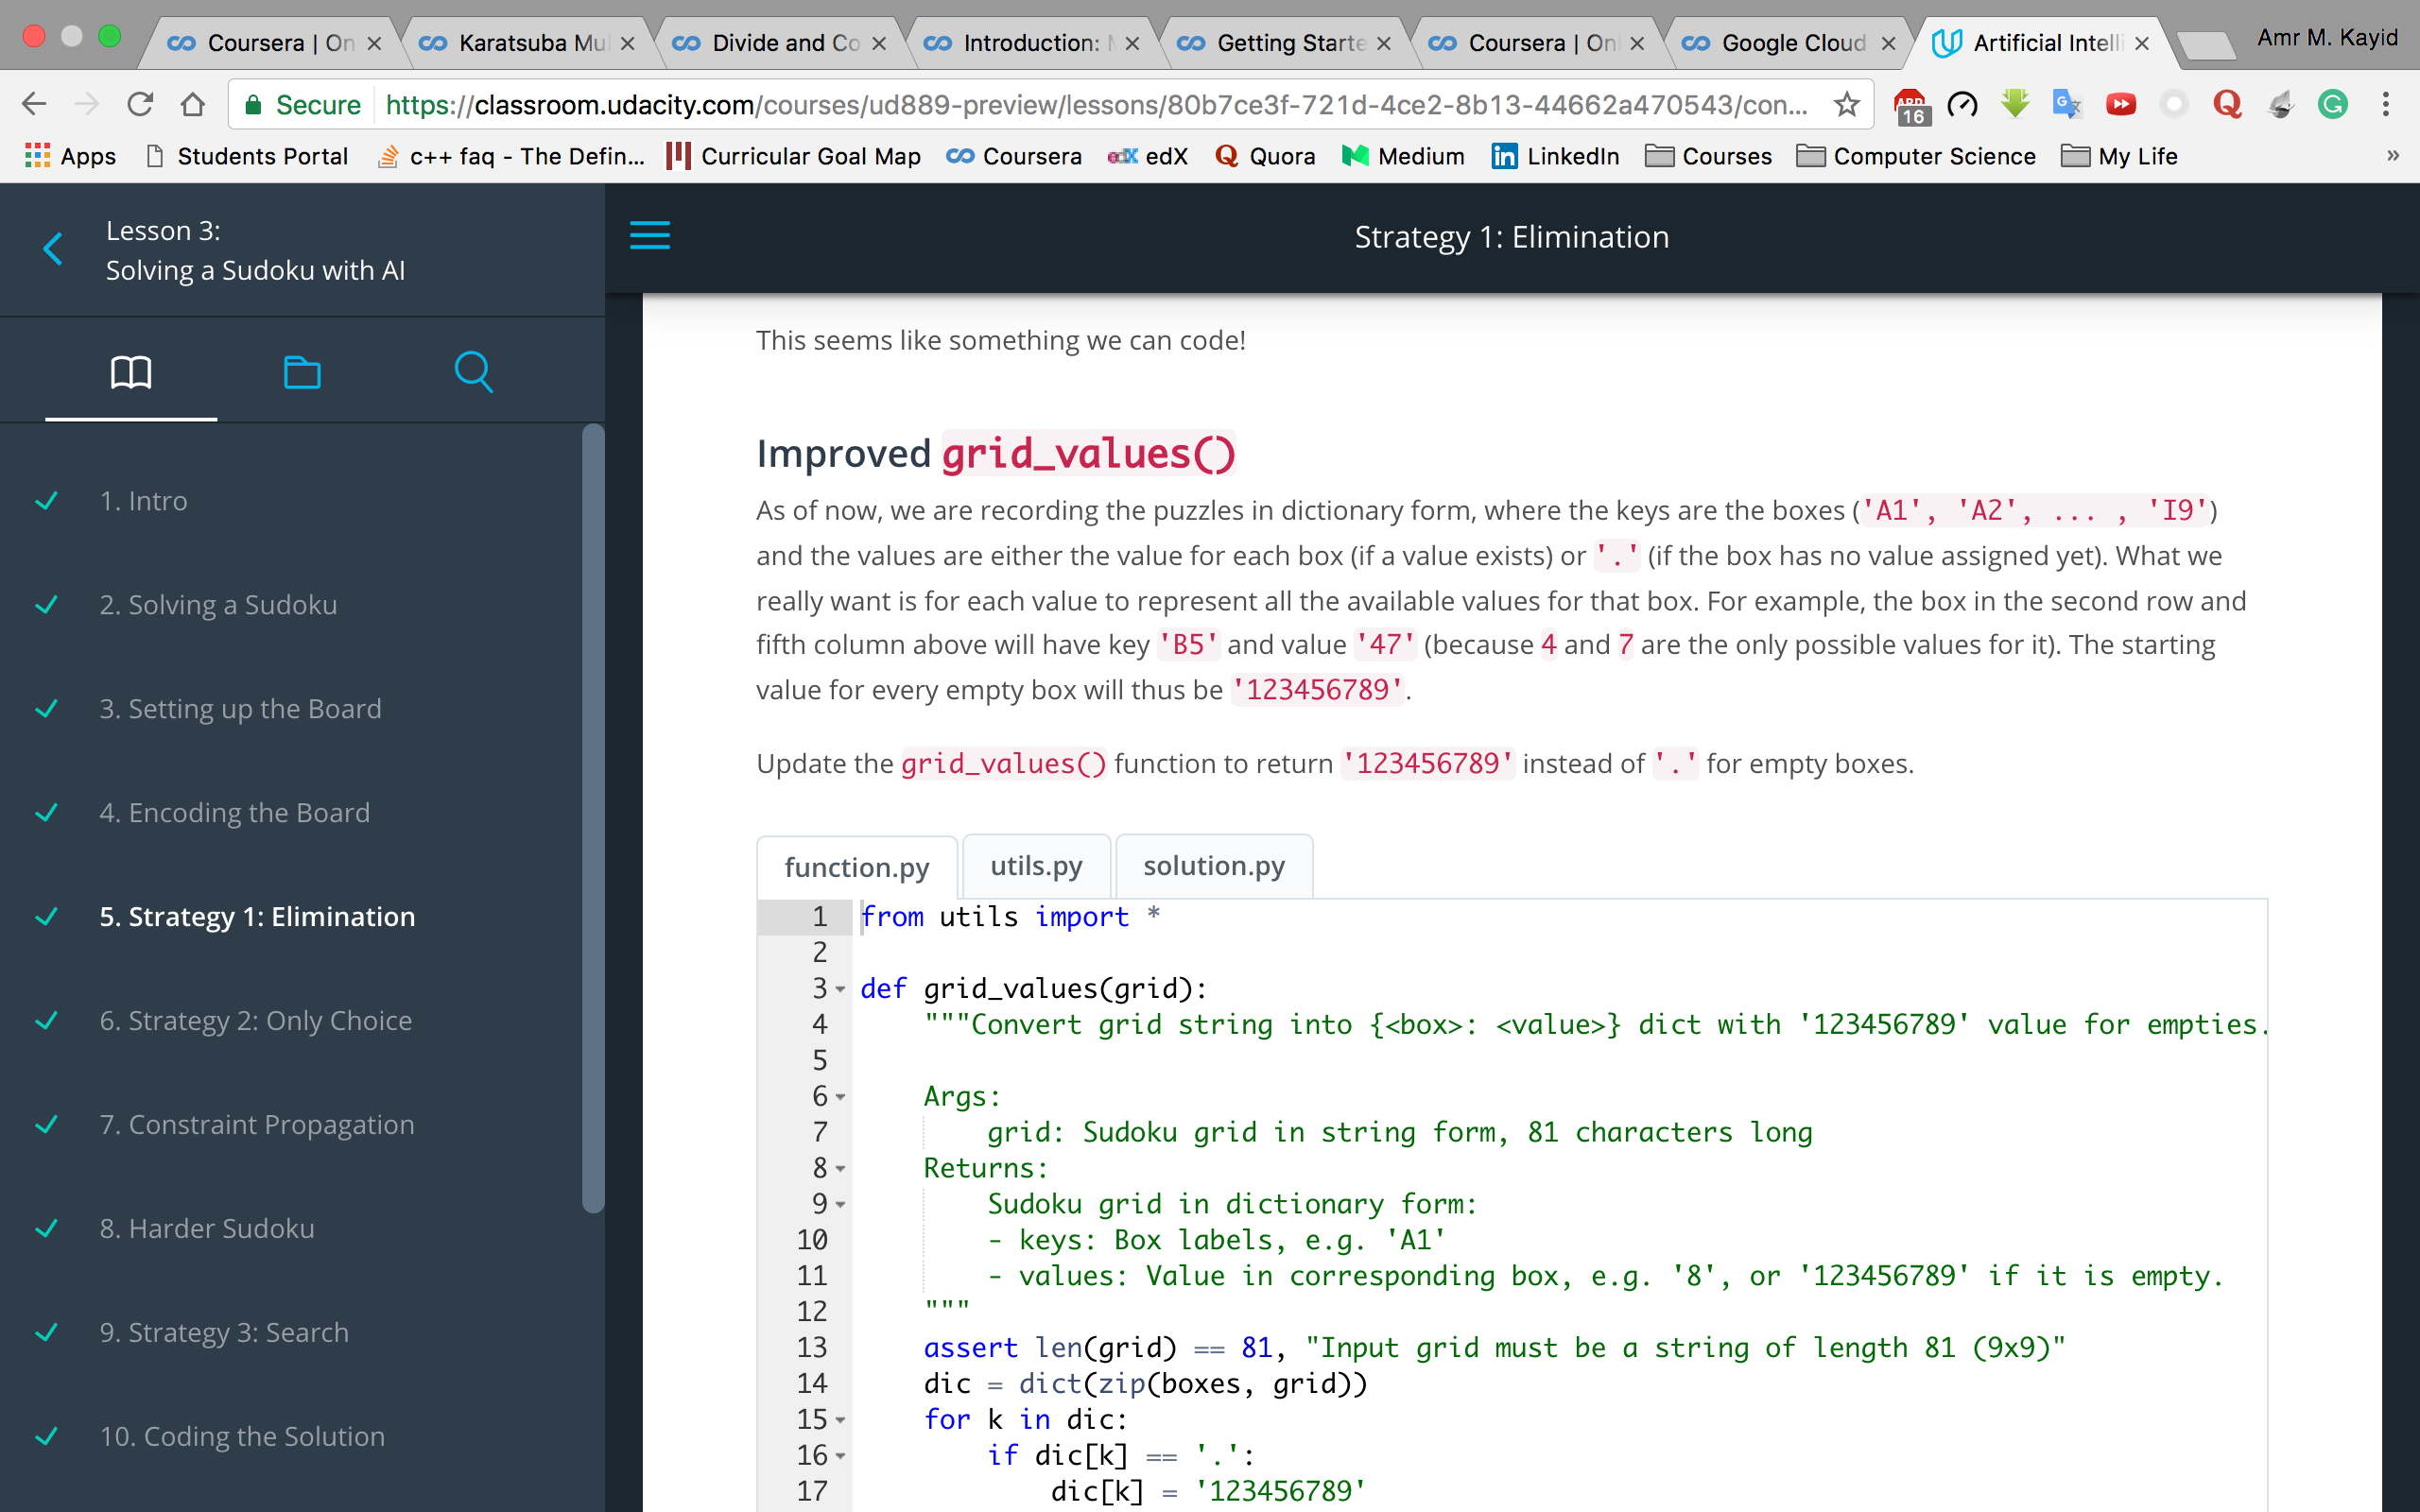 Coursera | On
Karatsuba Mul
Divide and Co
Introduction: M
Getting Starte
Coursera | Onl
Google Cloud
Artificial Intelli
Amr M. Kayid
Secure https://classroom.udacity.com/courses/ud889-preview/lessons/80b7ce3f-721d-4ce2-8b13-44662a470543/con...
ABP
16
Apps
Students Portal
c++ faq - The Defin...
Curricular Goal Map
Coursera
edX edX
Quora
Medium
in LinkedIn
Courses
Computer Science
My Life
»
Lesson 3:
Solving a Sudoku with AI
1. Intro
2. Solving a Sudoku
3. Setting up the Board
4. Encoding the Board
5. Strategy 1: Elimination
6. Strategy 2: Only Choice
7. Constraint Propagation
8. Harder Sudoku
9. Strategy 3: Search
10. Coding the Solution
Strategy 1: Elimination
This seems like something we can code!
Improved grid_values()
As of now, we are recording the puzzles in dictionary form, where the keys are the boxes ('A1', 'A2', ... , 'I9')
and the values are either the value for each box (if a value exists) or '.' (if the box has no value assigned yet). What we
really want is for each value to represent all the available values for that box. For example, the box in the second row and
fifth column above will have key 'B5' and value '47' (because 4 and 7 are the only possible values for it). The starting
value for every empty box will thus be '123456789'.
Update the grid_values() function to return '123456789' instead of '.' for empty boxes.
function.py
utils.py
solution.py
1 from utils import *
2
3 def grid_values(grid):
4     """Convert grid string into {<box>: <value>} dict with '123456789' value for empties.
5
6     Args:
7         grid: Sudoku grid in string form, 81 characters long
8     Returns:
9         Sudoku grid in dictionary form:
10         - keys: Box labels, e.g. 'A1'
11         - values: Value in corresponding box, e.g. '8', or '123456789' if it is empty.
12     """
13     assert len(grid) == 81, "Input grid must be a string of length 81 (9x9)"
14     dic = dict(zip(boxes, grid))
15     for k in dic:
16         if dic[k] == '.':
17             dic[k] = '123456789'